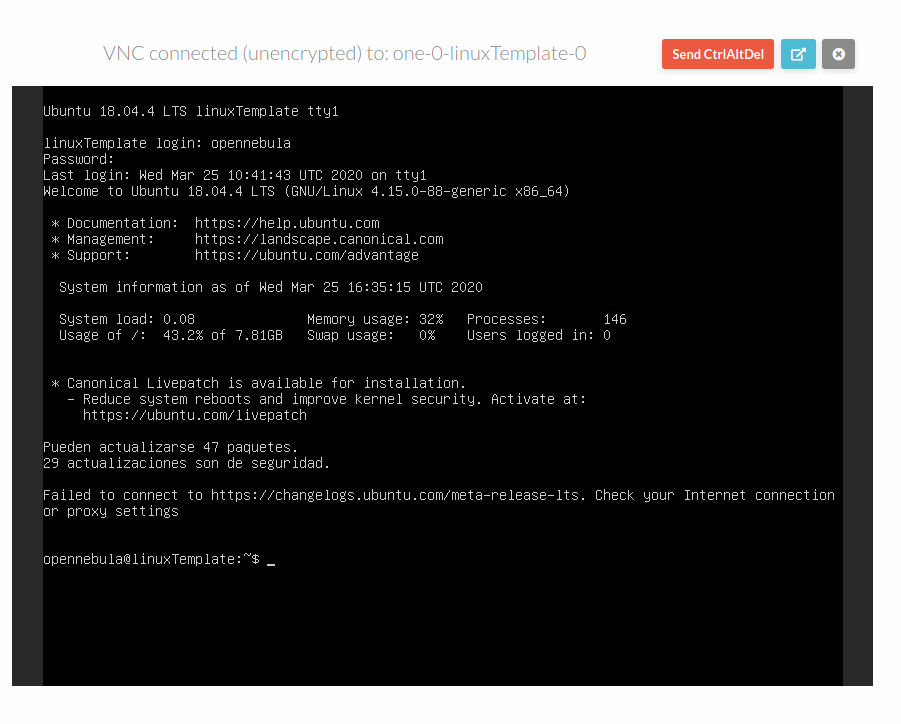 VNC connected (unencrypted) to: one-0-linuxTemplate-0
Send CtrlAltDel
Ubuntu 18.04.4 LTS linuxTemplate tty1
linuxTemplate login: opennebula
Password:
Last login: Wed Mar 25 10:41:43 UTC 2020 on tty1
Welcome to Ubuntu 18.04.4 LTS (GNU/Linux 4.15.0-88-generic x86_64)
* Documentation: https://help.ubuntu.com
* Management: https://landscape.canonical.com
* Support: https://ubuntu.com/advantage
System information as of Wed Mar 25 16:35:15 UTC 2020
System load: 0.08 Memory usage: 32% Processes: 146
Usage of /: 43.2% of 7.81GB Swap usage: 0% Users logged in: 0
* Canonical Livepatch is available for installation.
- Reduce system reboots and improve kernel security. Activate at:
https://ubuntu.com/livepatch
Pueden actualizarse 47 paquetes.
29 actualizaciones son de seguridad.
Failed to connect to https://changelogs.ubuntu.com/meta-release-lts. Check your Internet connection
or proxy settings
opennebula@linuxTemplate:~$ _